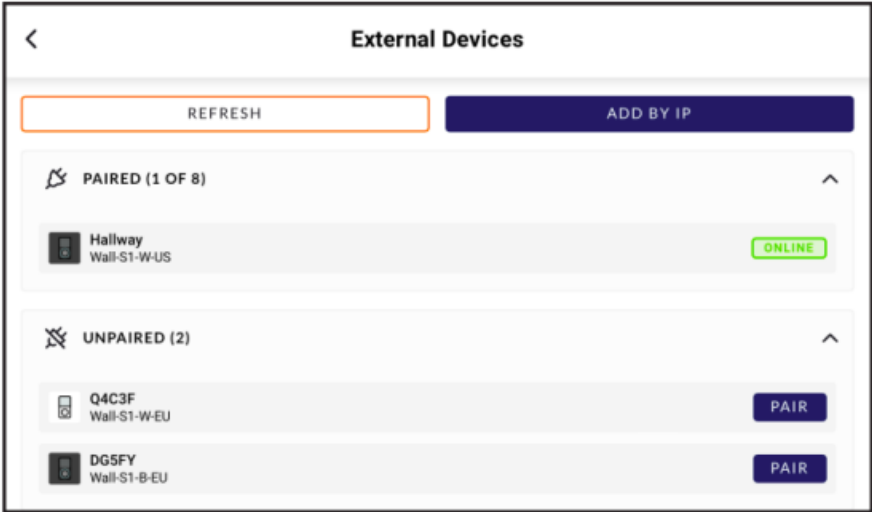 External Devices
REFRESH
ADD BY IP
PAIRED (1 OF 8)
Hallway
Wall-S1-W-US
ONLINE
UNPAIRED (2)
Q4C3F
Wall-S1-W-EU
PAIR
DG5FY
Wall-S1-B-EU
PAIR